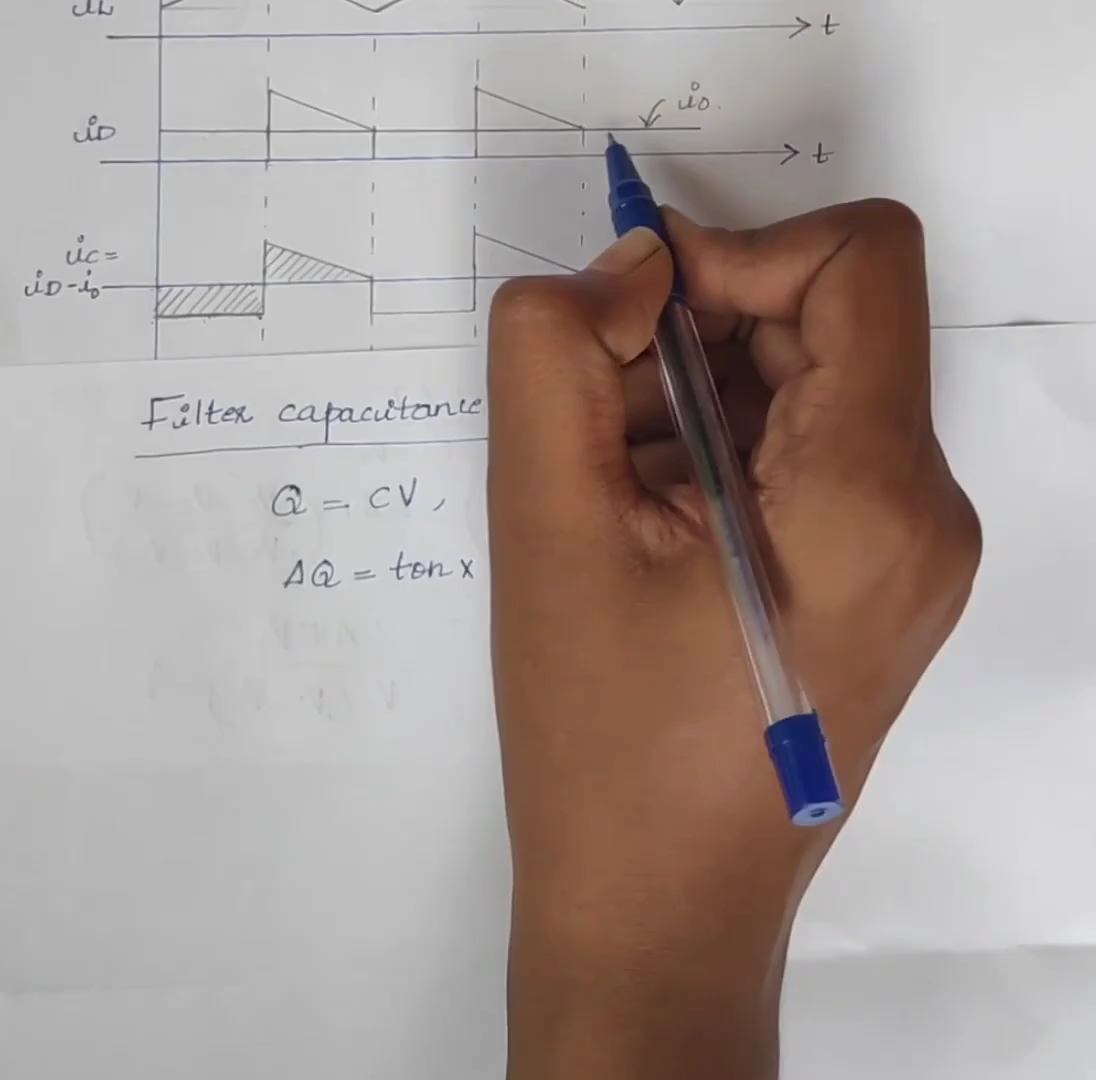 iL
t
io.
iD
t
ic =
iD - io
Filter capacitance
Q = CV,
ΔQ = ton x